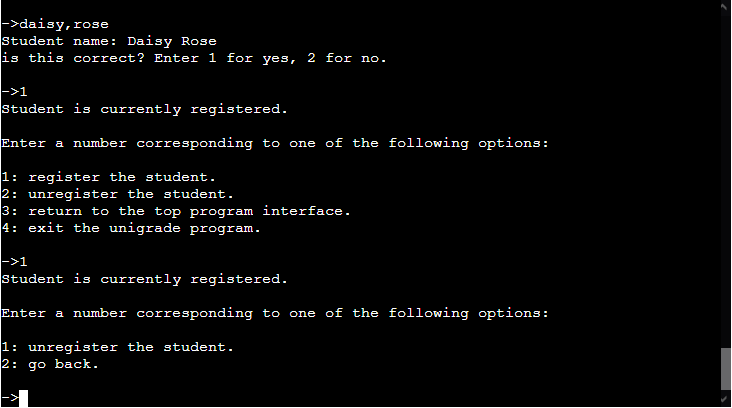 ->daisy,rose
Student name: Daisy Rose
is this correct? Enter 1 for yes, 2 for no.
->1
Student is currently registered.
Enter a number corresponding to one of the following options:
1: register the student.
2: unregister the student.
3: return to the top program interface.
4: exit the unigrade program.
->1
Student is currently registered.
Enter a number corresponding to one of the following options:
1: unregister the student.
2: go back.
->